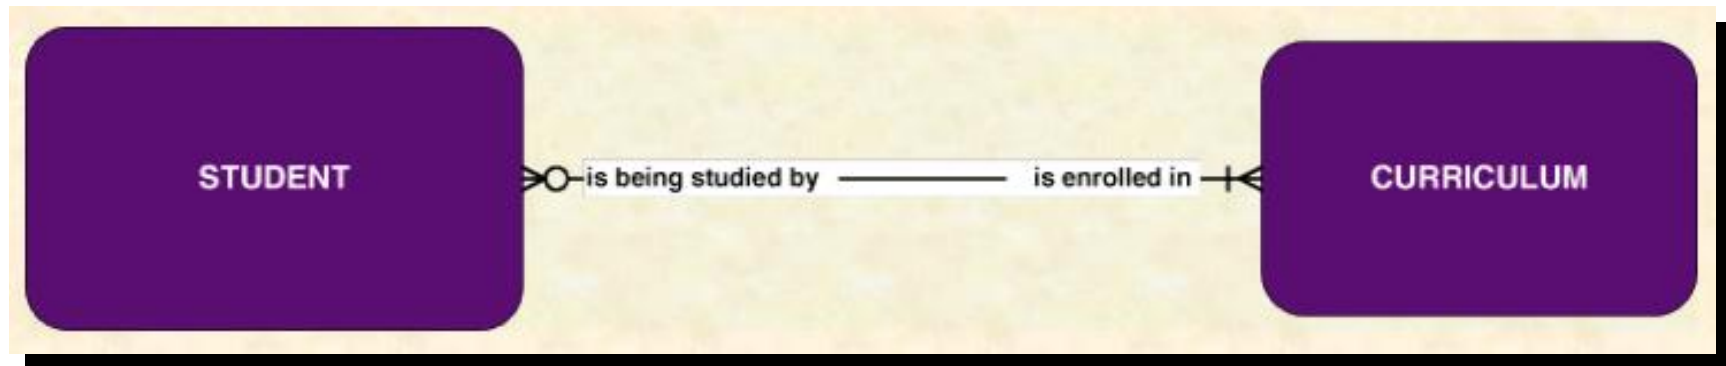 STUDENT
is being studied by
is enrolled in
CURRICULUM